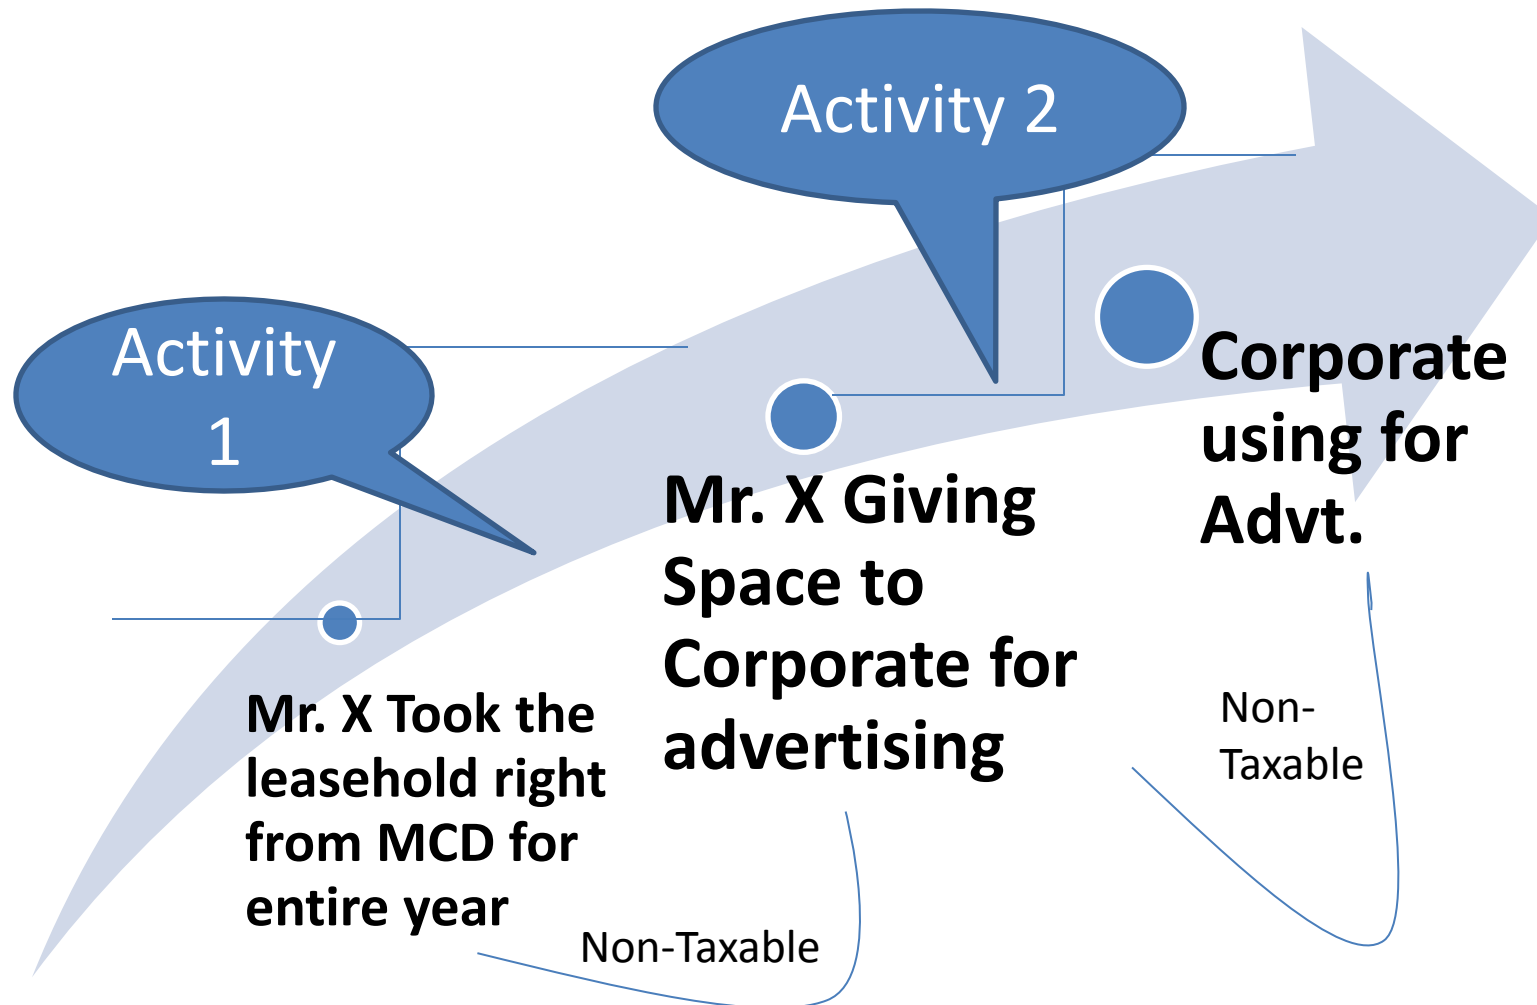 Activity
1
Mr. X Took the
leasehold right
from MCD for
entire year
Non-Taxable
Activity 2
Mr. X Giving
Space to
Corporate for
advertising
Non-
Taxable
Corporate
using for
Advt.